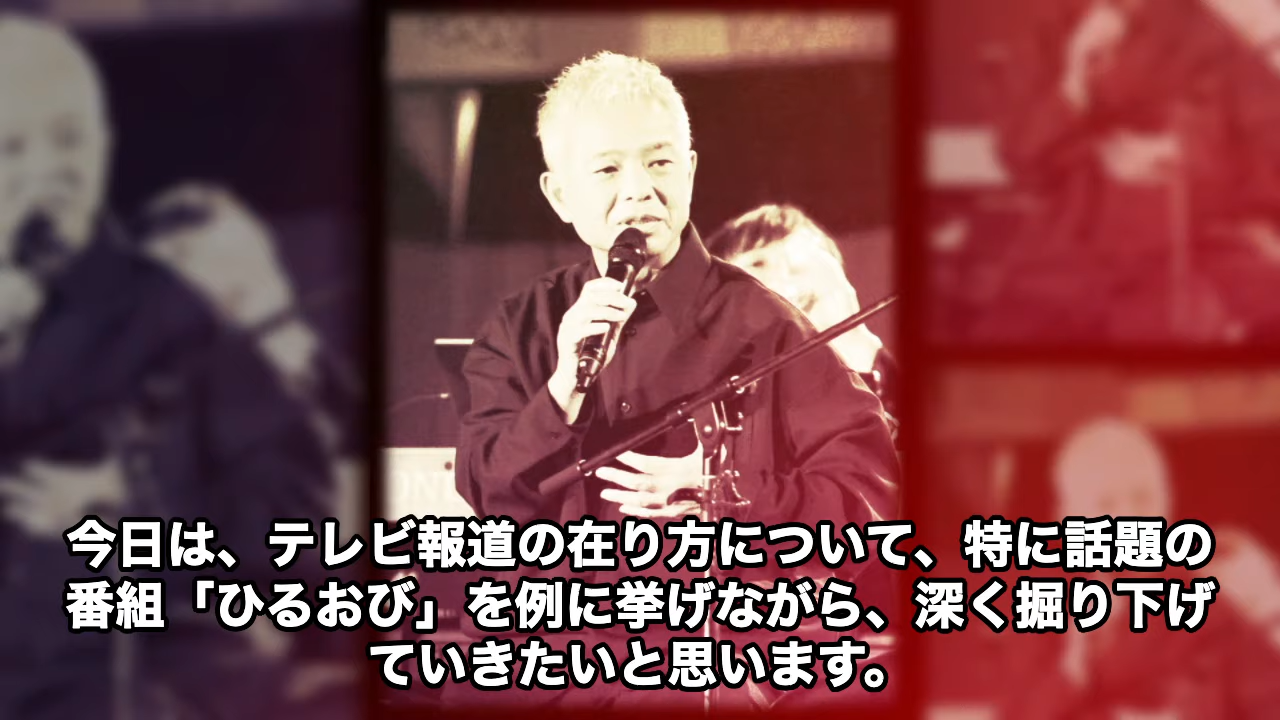 今日は、テレビ報道の在り方について、特に話題の
番組「ひるおび」を例に挙げながら、深く掘り下げ
ていきたいと思います。